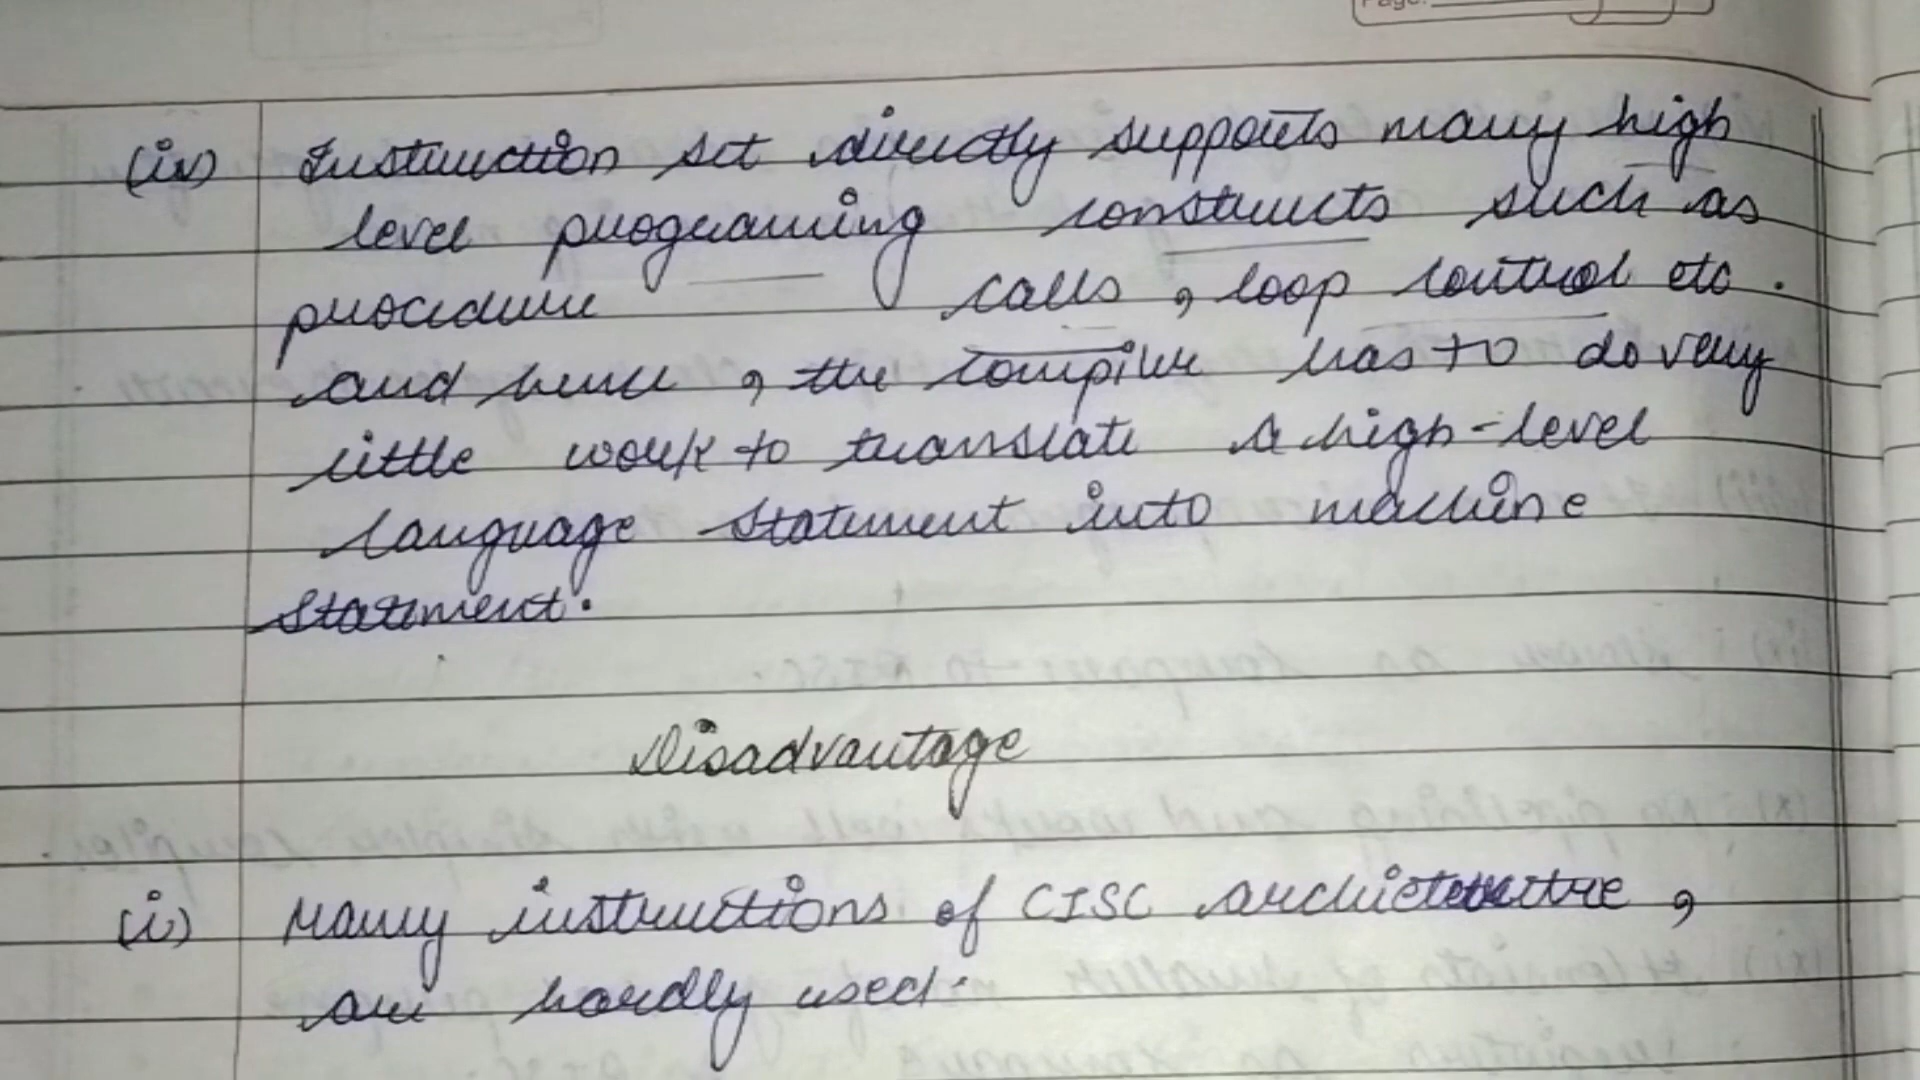 Page:
(iv) Instruction set directly supports many high
level programing constructs such as
procedure calls, loop control etc.
and hence, the compiler has to do very
little work to translate a high-level
language statement into machine
statement.
Disadvantage
(i) Many instructions of CISC architecture,
are hardly used.